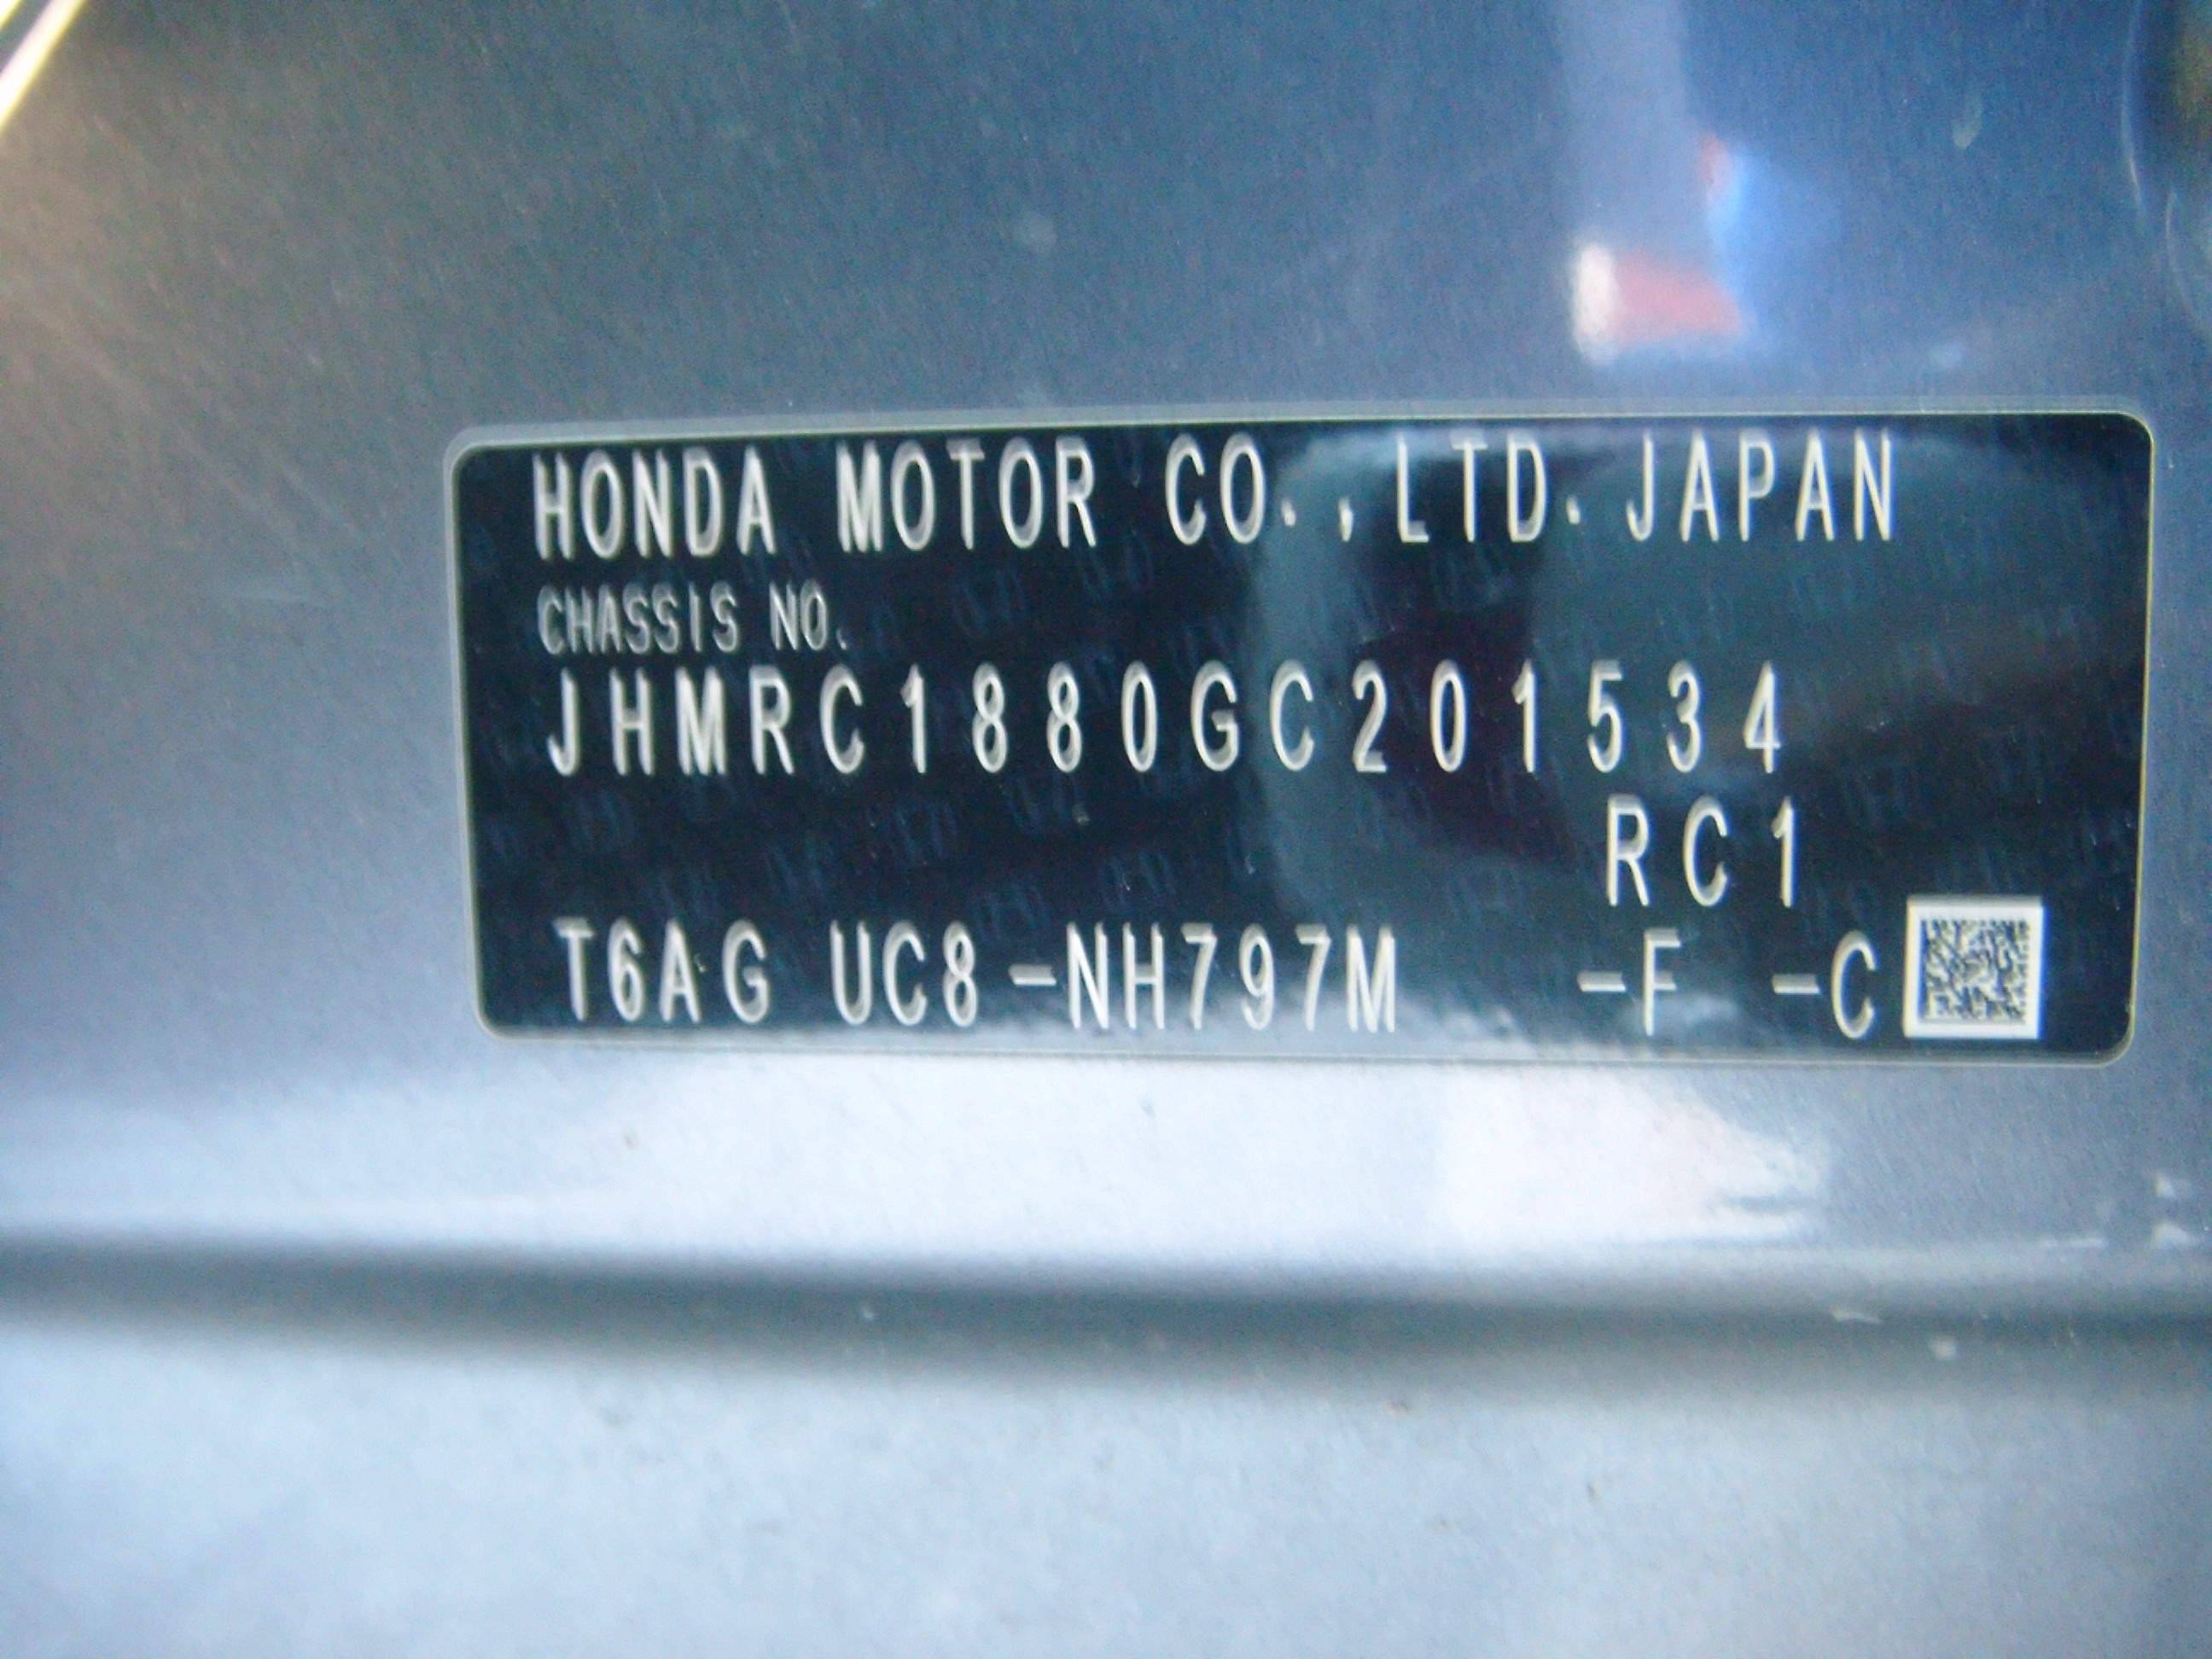 HONDA MOTOR CO.,LTD.JAPAN
CHASSIS NO.
JHMRC1880GC201534
RC1
T6AG UC8-NH797M -F -C